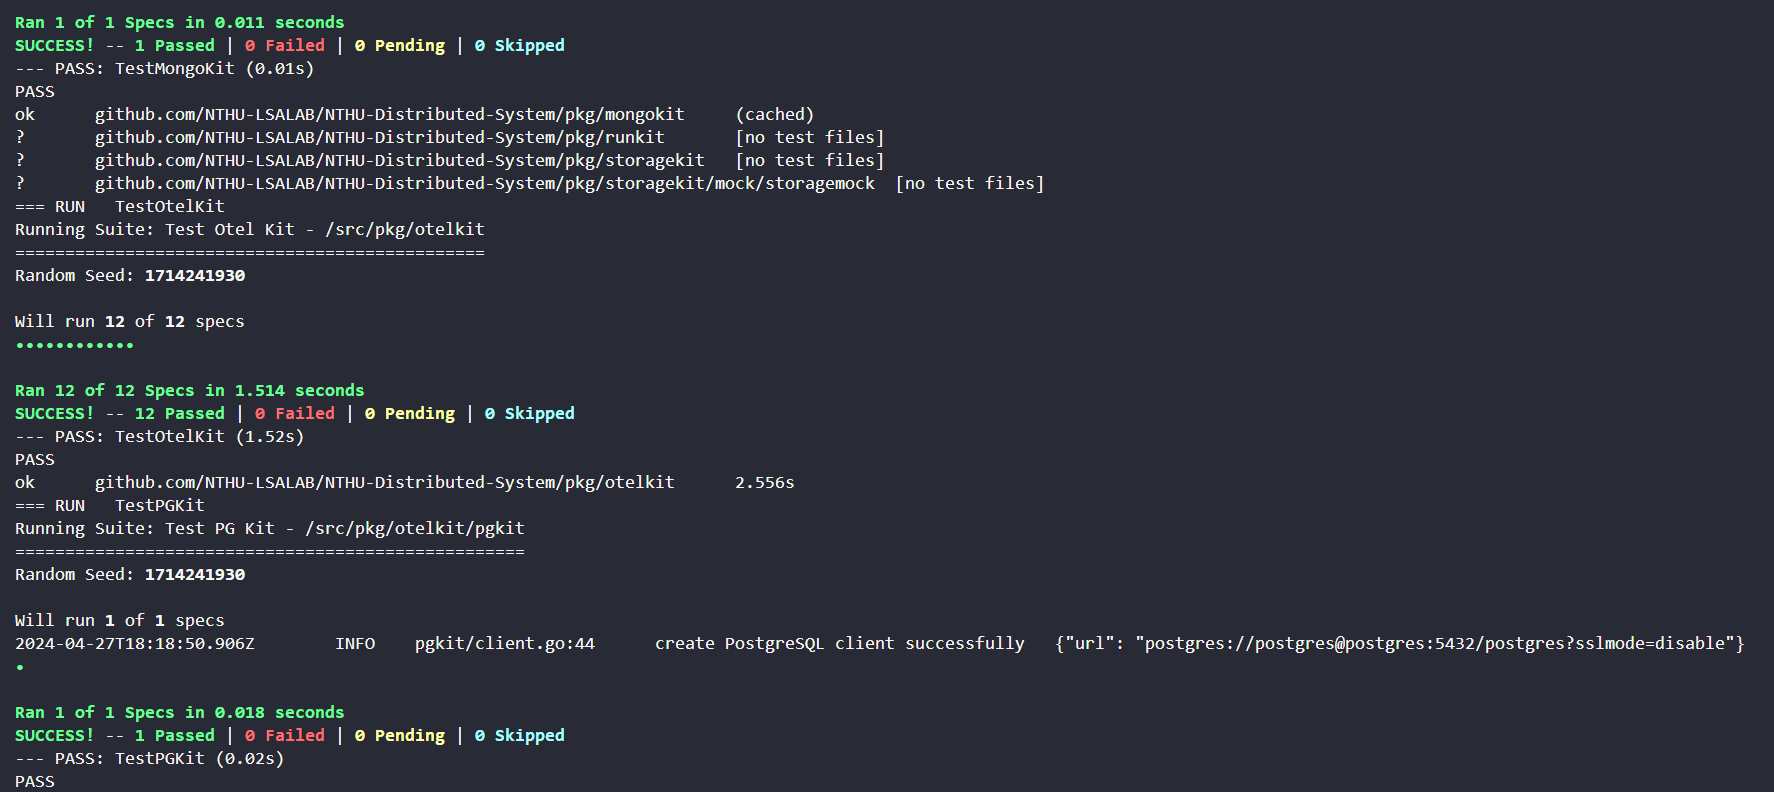 Ran 1 of 1 Specs in 0.011 seconds
SUCCESS! -- 1 Passed | 0 Failed | 0 Pending | 0 Skipped
--- PASS: TestMongoKit (0.01s)
PASS
ok      github.com/NTHU-LSALAB/NTHU-Distributed-System/pkg/mongokit     (cached)
?       github.com/NTHU-LSALAB/NTHU-Distributed-System/pkg/runkit       [no test files]
?       github.com/NTHU-LSALAB/NTHU-Distributed-System/pkg/storagekit   [no test files]
?       github.com/NTHU-LSALAB/NTHU-Distributed-System/pkg/storagekit/mock/storagemock  [no test files]
=== RUN   TestOtelKit
Running Suite: Test Otel Kit - /src/pkg/otelkit
===============================================
Random Seed: 1714241930
Will run 12 of 12 specs
••••••••••••
Ran 12 of 12 Specs in 1.514 seconds
SUCCESS! -- 12 Passed | 0 Failed | 0 Pending | 0 Skipped
--- PASS: TestOtelKit (1.52s)
PASS
ok      github.com/NTHU-LSALAB/NTHU-Distributed-System/pkg/otelkit      2.556s
=== RUN   TestPGKit
Running Suite: Test PG Kit - /src/pkg/otelkit/pgkit
===================================================
Random Seed: 1714241930
Will run 1 of 1 specs
2024-04-27T18:18:50.906Z        INFO    pgkit/client.go:44      create PostgreSQL client successfully   {"url": "postgres://postgres@postgres:5432/postgres?sslmode=disable"}
•
Ran 1 of 1 Specs in 0.018 seconds
SUCCESS! -- 1 Passed | 0 Failed | 0 Pending | 0 Skipped
--- PASS: TestPGKit (0.02s)
PASS